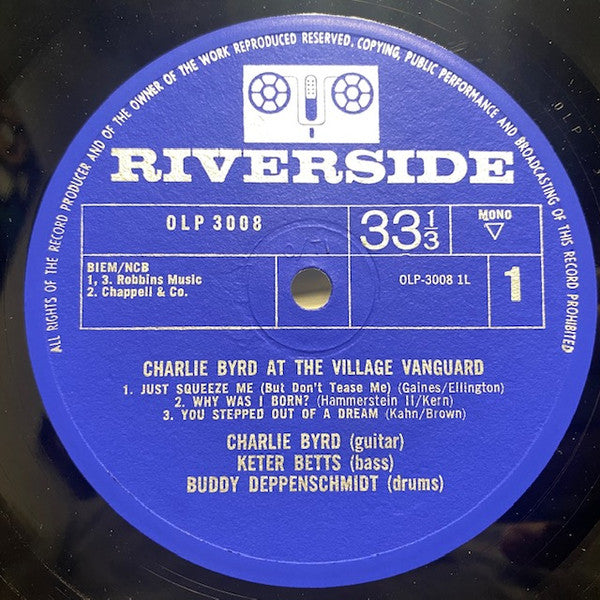 ALL RIGHTS OF THE RECORD PRODUCER AND OF THE OWNER OF THE WORK REPRODUCED RESERVED. COPYING, PUBLIC PERFORMANCE AND BROADCASTING OF THIS RECORD PROHIBITED
RIVERSIDE
OLP 3008
33 1/3
MONO
BIEM/NCB
1, 3. Robbins Music
2. Chappell & Co.
OLP-3008 1L
1
CHARLIE BYRD AT THE VILLAGE VANGUARD
1. JUST SQUEEZE ME (But Don't Tease Me) (Gaines/Ellington)
2. WHY WAS I BORN? (Hammerstein II/Kern)
3. YOU STEPPED OUT OF A DREAM (Kahn/Brown)
CHARLIE BYRD (guitar)
KETER BETTS (bass)
BUDDY DEPPENSCHMIDT (drums)
OLP